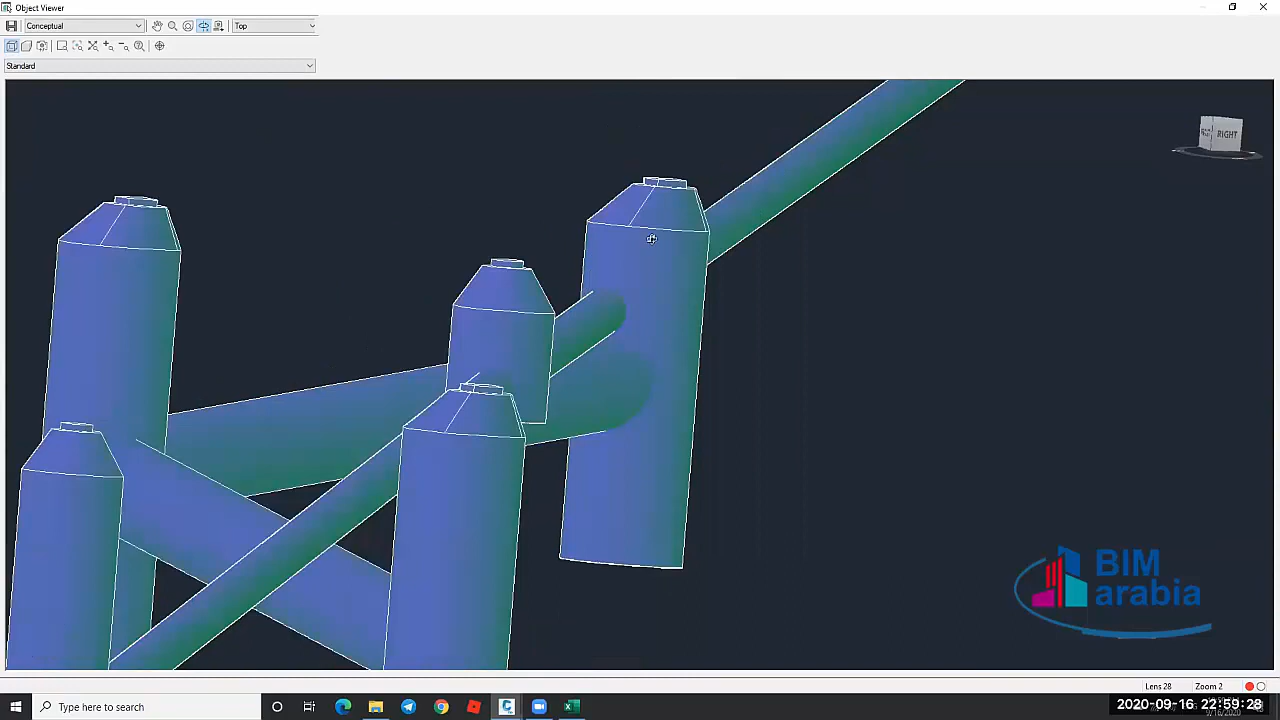 Object Viewer
Conceptual
Top
Standard
RIGHT
BIM
arabia
Lens 28
Zoom 2
Type here to search
2020-09-16 22:59:28